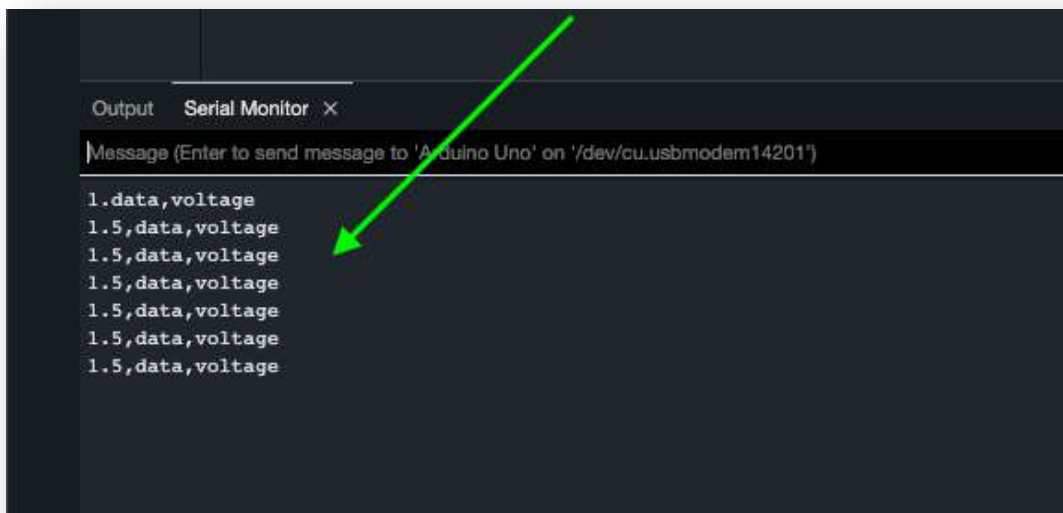 Output Serial Monitor ×
Message (Enter to send message to 'Arduino Uno' on '/dev/cu.usbmodem14201')
1.data,voltage
1.5,data,voltage
1.5,data,voltage
1.5,data,voltage
1.5,data,voltage
1.5,data,voltage
1.5,data,voltage